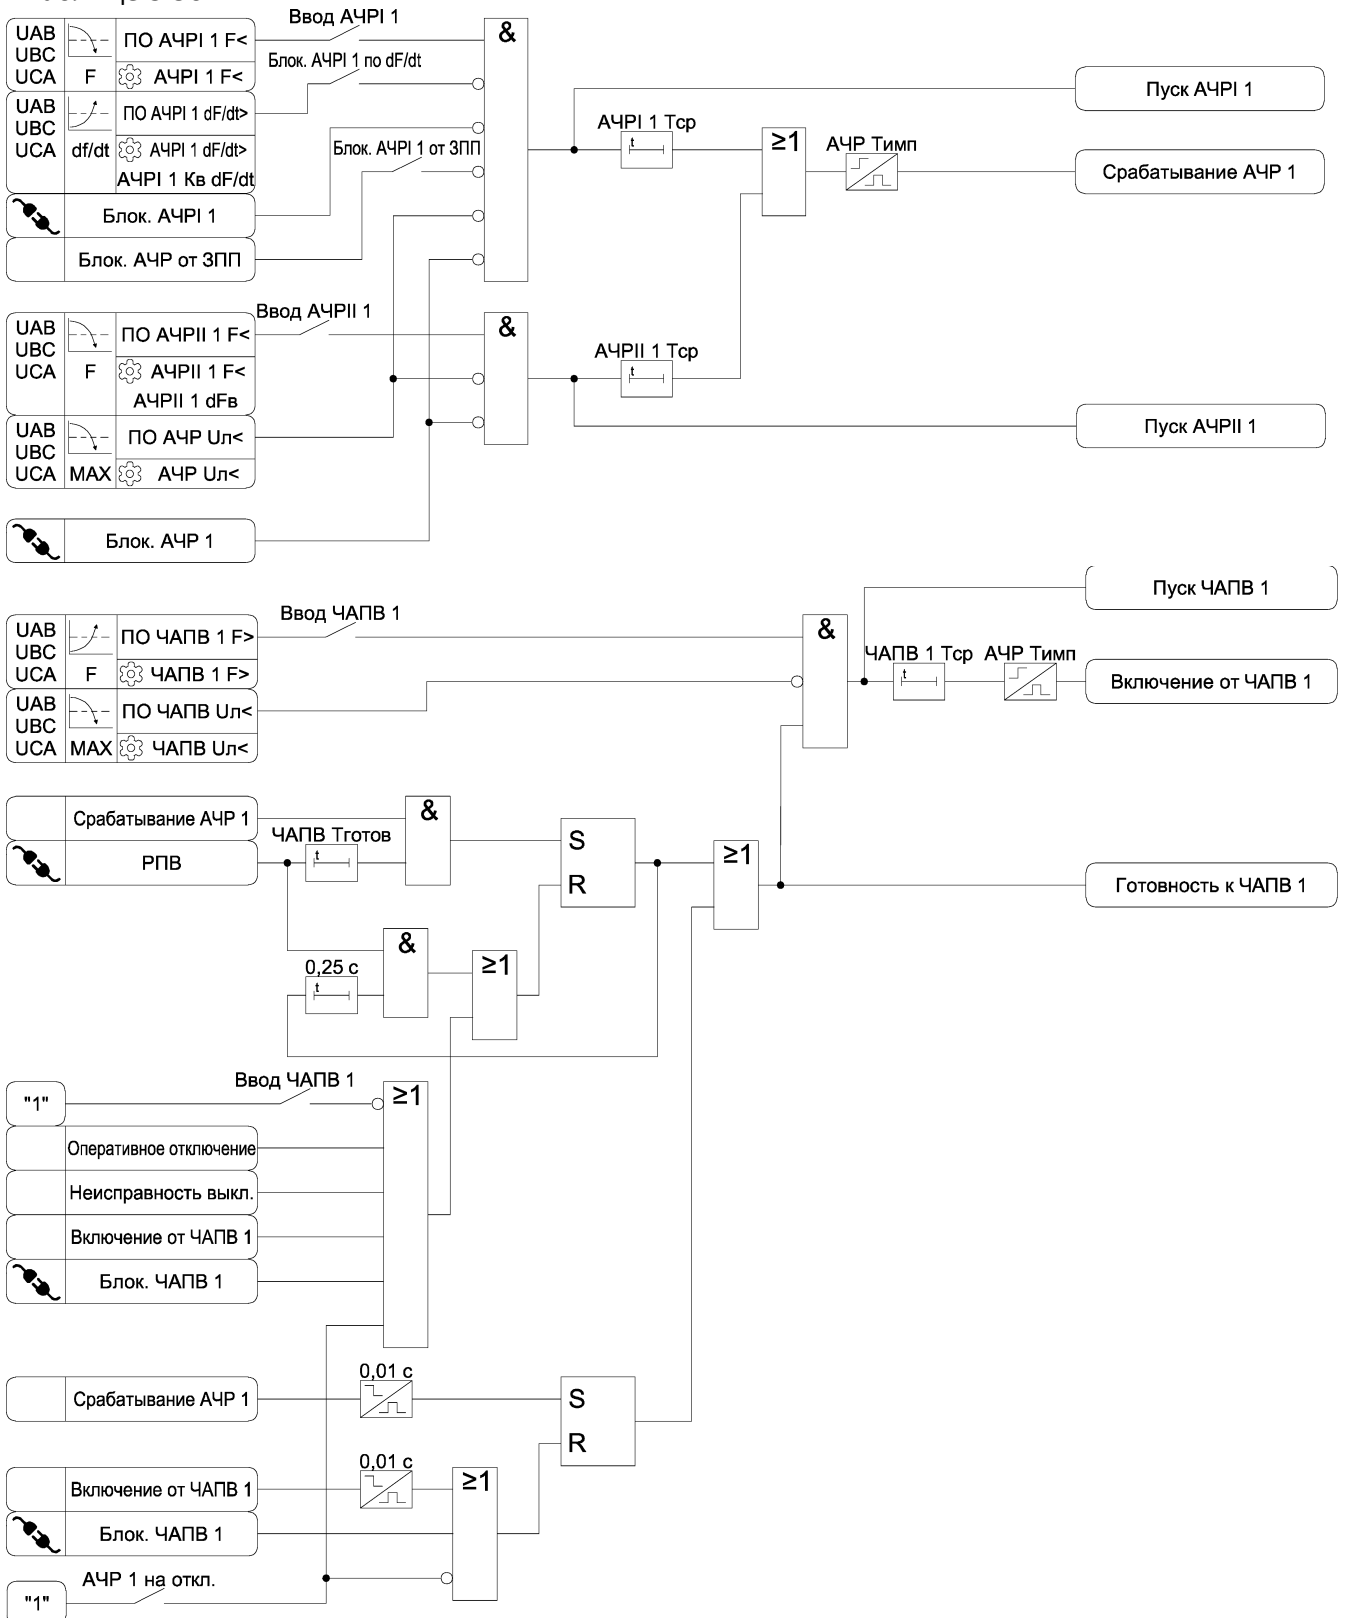 Ввод АЧРI 1
UAB
UBC
UCA
F
ПО АЧРI 1 F<
АЧРI 1 F<
&
Блок. АЧРI 1 по dF/dt
UAB
UBC
UCA
df/dt
ПО АЧРI 1 dF/dt>
АЧРI 1 dF/dt>
АЧРI 1 Кв dF/dt
Блок. АЧРI 1 от ЗПП
Блок. АЧРI 1
Блок. АЧР от ЗПП
АЧРI 1 Тср
t
≥1
АЧР Тимп
Пуск АЧРI 1
Срабатывание АЧР 1
Ввод АЧРII 1
UAB
UBC
UCA
F
ПО АЧРII 1 F<
АЧРII 1 F<
АЧРII 1 dFв
&
АЧРII 1 Тср
t
UAB
UBC
UCA
MAX
ПО АЧР Uл<
АЧР Uл<
Пуск АЧРII 1
Блок. АЧР 1
Ввод ЧАПВ 1
UAB
UBC
UCA
F
ПО ЧАПВ 1 F>
ЧАПВ 1 F>
UAB
UBC
UCA
MAX
ПО ЧАПВ Uл<
ЧАПВ Uл<
&
ЧАПВ 1 Тср
t
АЧР Тимп
Пуск ЧАПВ 1
Включение от ЧАПВ 1
Срабатывание АЧР 1
РПВ
ЧАПВ Тготов
t
&
S
R
≥1
Готовность к ЧАПВ 1
0,25 с
t
&
≥1
"1"
Ввод ЧАПВ 1
≥1
Оперативное отключение
Неисправность выкл.
Включение от ЧАПВ 1
Блок. ЧАПВ 1
Срабатывание АЧР 1
0,01 с
S
R
Включение от ЧАПВ 1
0,01 с
≥1
Блок. ЧАПВ 1
"1"
АЧР 1 на откл.